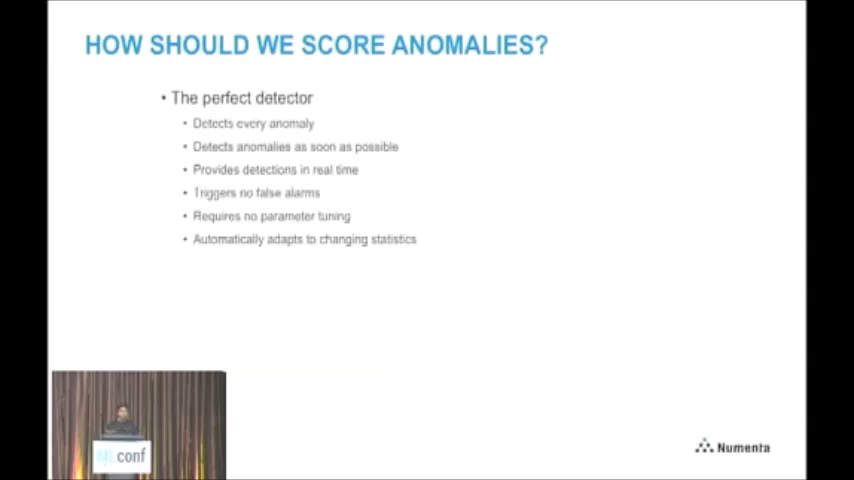 HOW SHOULD WE SCORE ANOMALIES?
• The perfect detector
• Detects every anomaly
• Detects anomalies as soon as possible
• Provides detections in real time
• Triggers no false alarms
• Requires no parameter tuning
• Automatically adapts to changing statistics
conf
Numenta